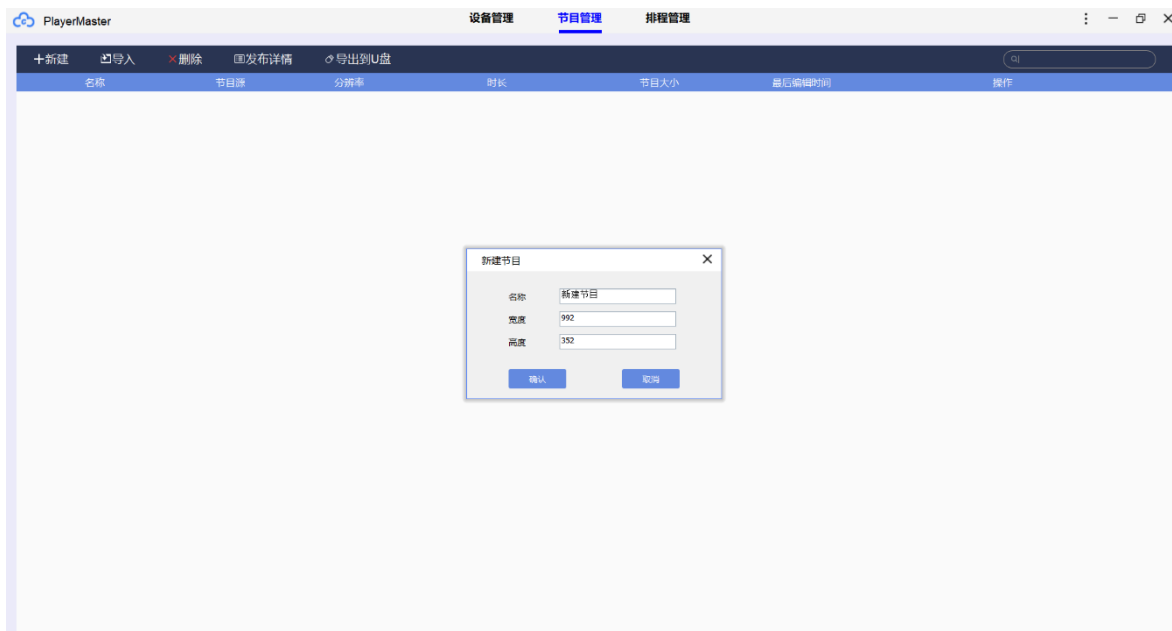 PlayerMaster 设备管理 节目管理 排程管理
新建 导入 删除 发布详情 导出到U盘
名称 节目源 分辨率 时长 节目大小 最后编辑时间 操作
新建节目
名称 新建节目
宽度 992
高度 352
确认 取消